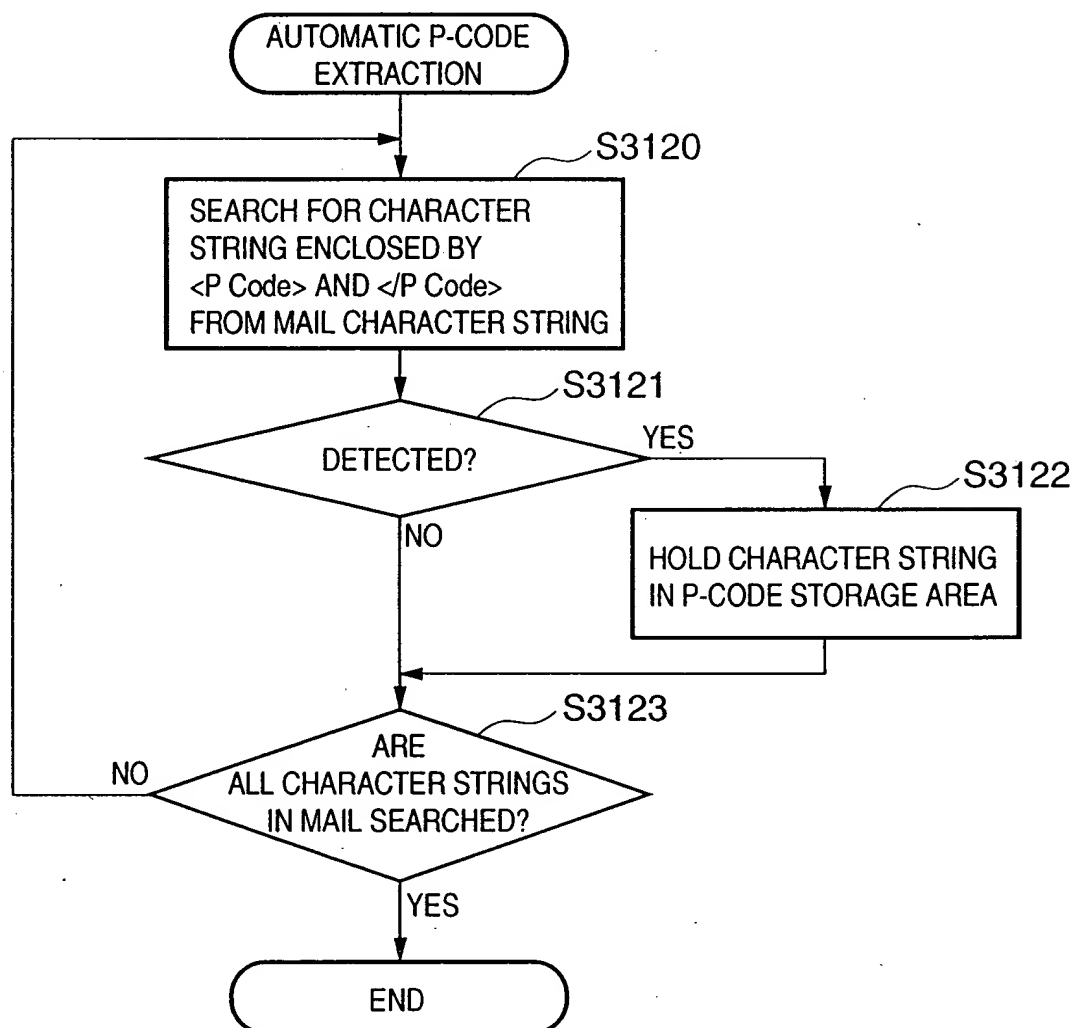 AUTOMATIC P-CODE
EXTRACTION
S3120
SEARCH FOR CHARACTER
STRING ENCLOSED BY
<P Code> AND </P Code>
FROM MAIL CHARACTER STRING
S3121
DETECTED?
YES
NO
S3122
HOLD CHARACTER STRING
IN P-CODE STORAGE AREA
S3123
ARE
ALL CHARACTER STRINGS
IN MAIL SEARCHED?
NO
YES
END